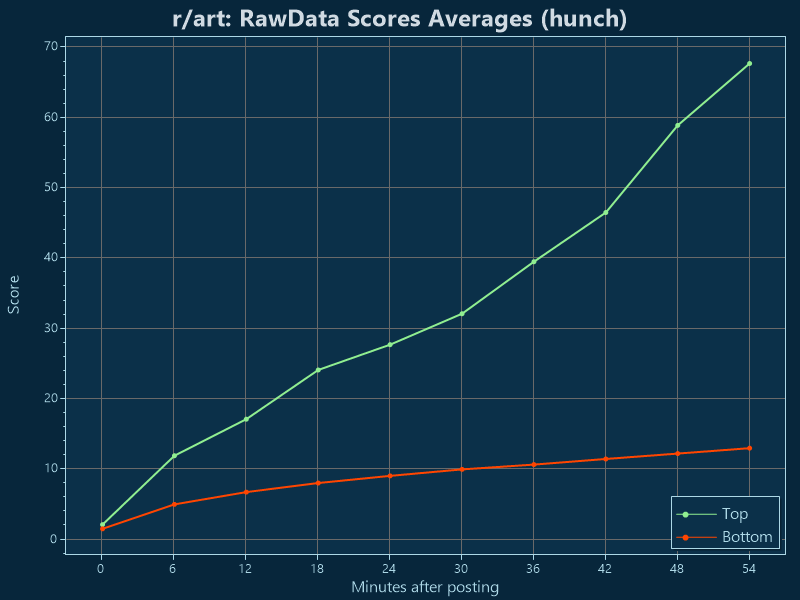 r/art: RawData Scores Averages (hunch)
70
60
50
40
30
20
10
0
Score
0 6 12 18 24 30 36 42 48 54
Minutes after posting
Top
Bottom